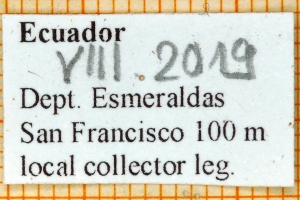 Ecuador
VIII. 2019
Dept. Esmeraldas
San Francisco 100 m
local collector leg.